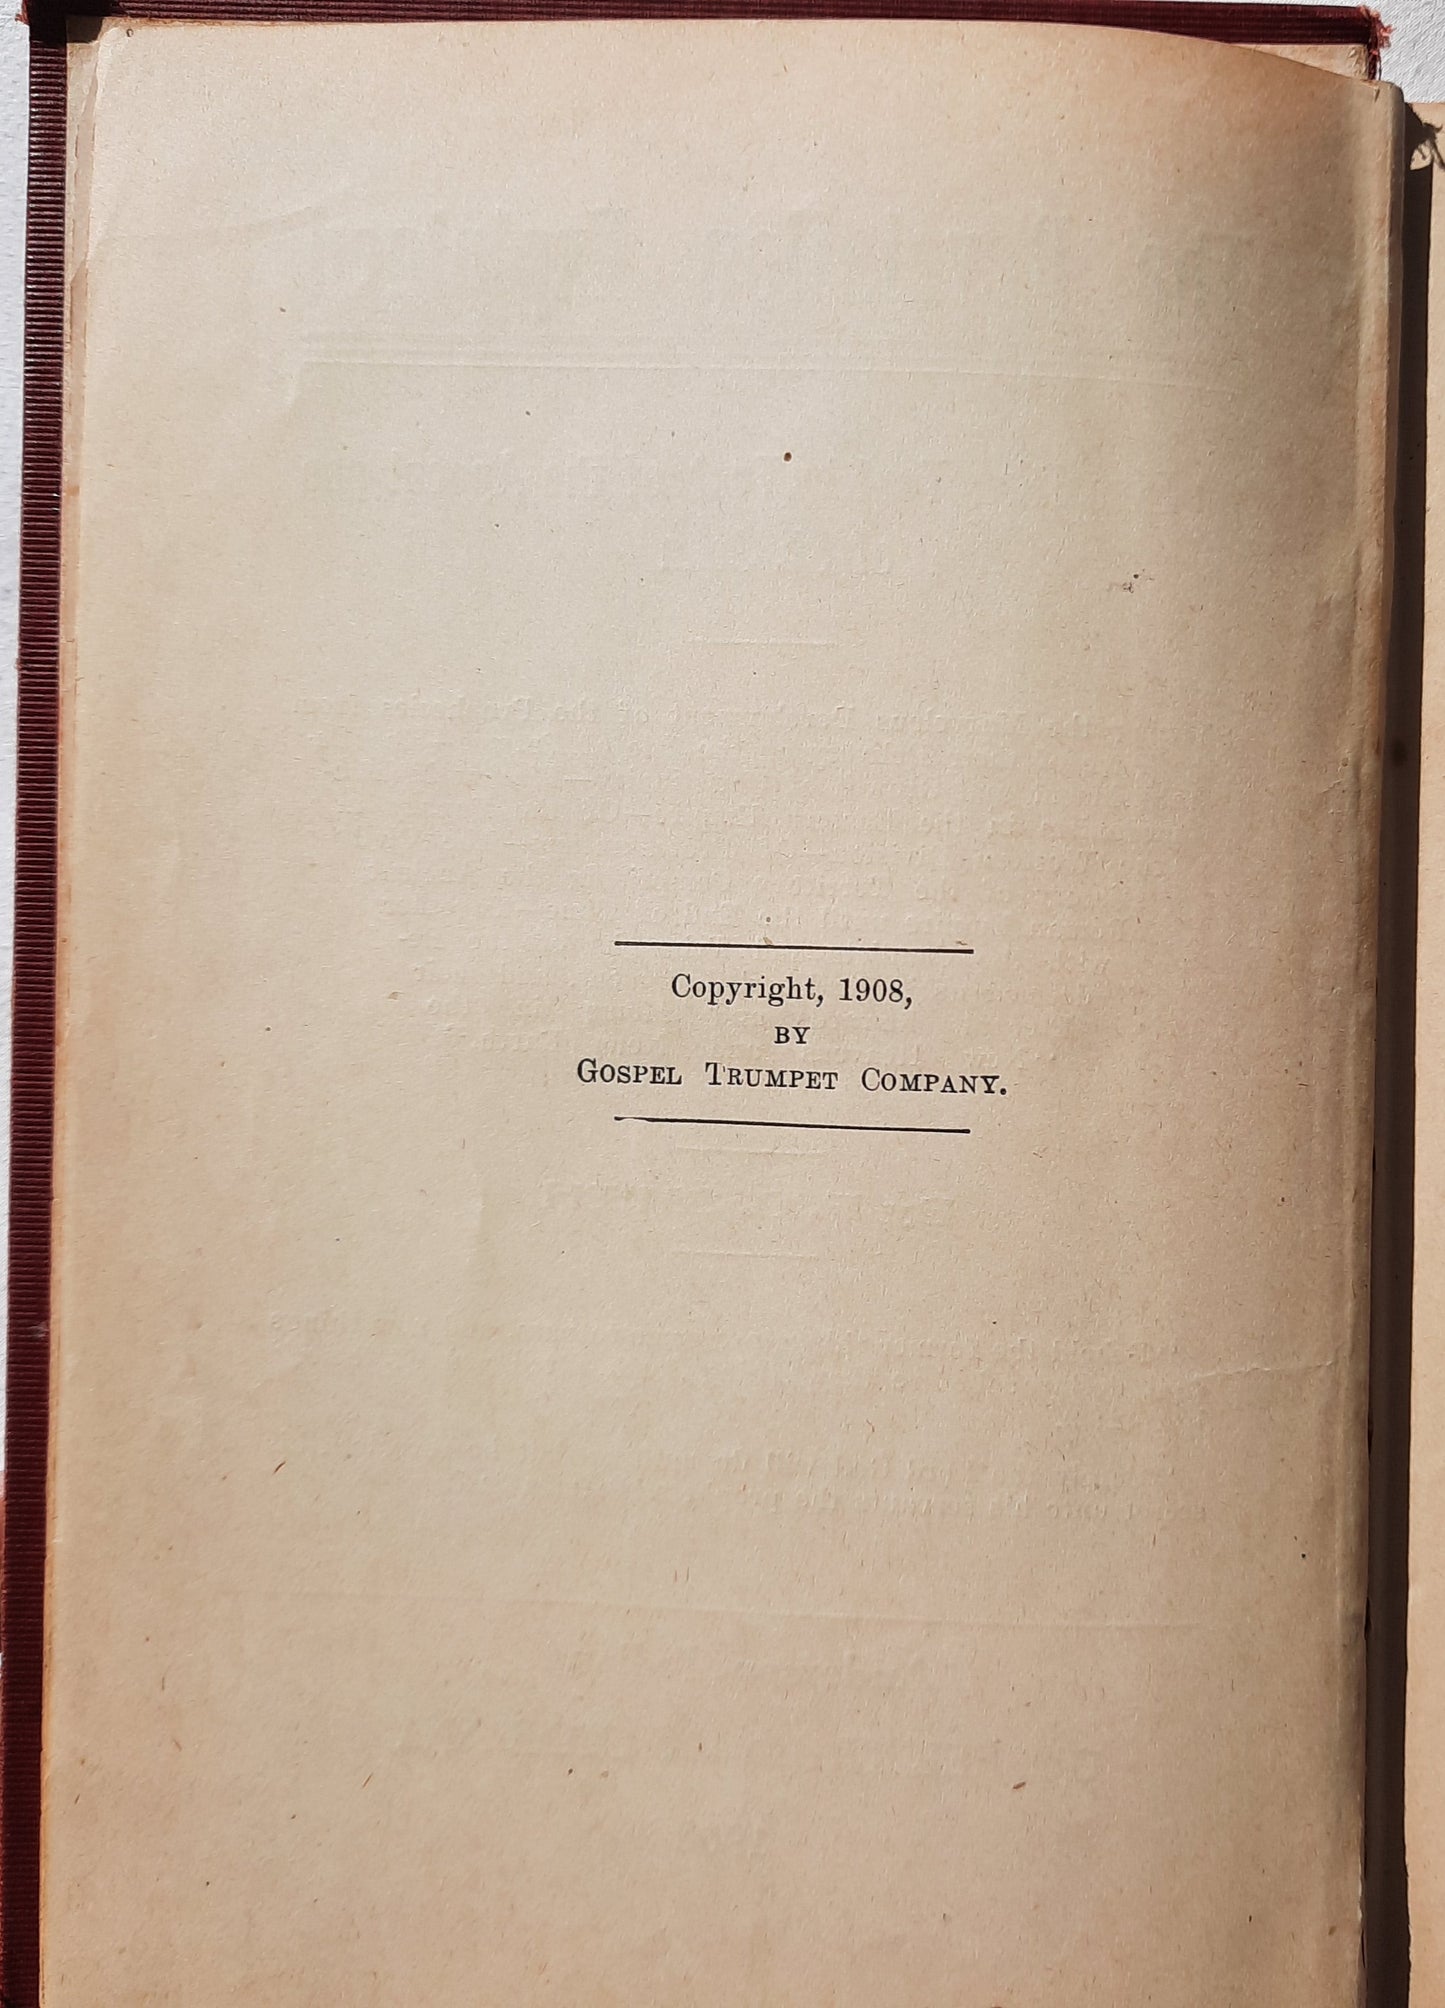 Copyright, 1908,
BY
GOSPEL TRUMPET COMPANY.